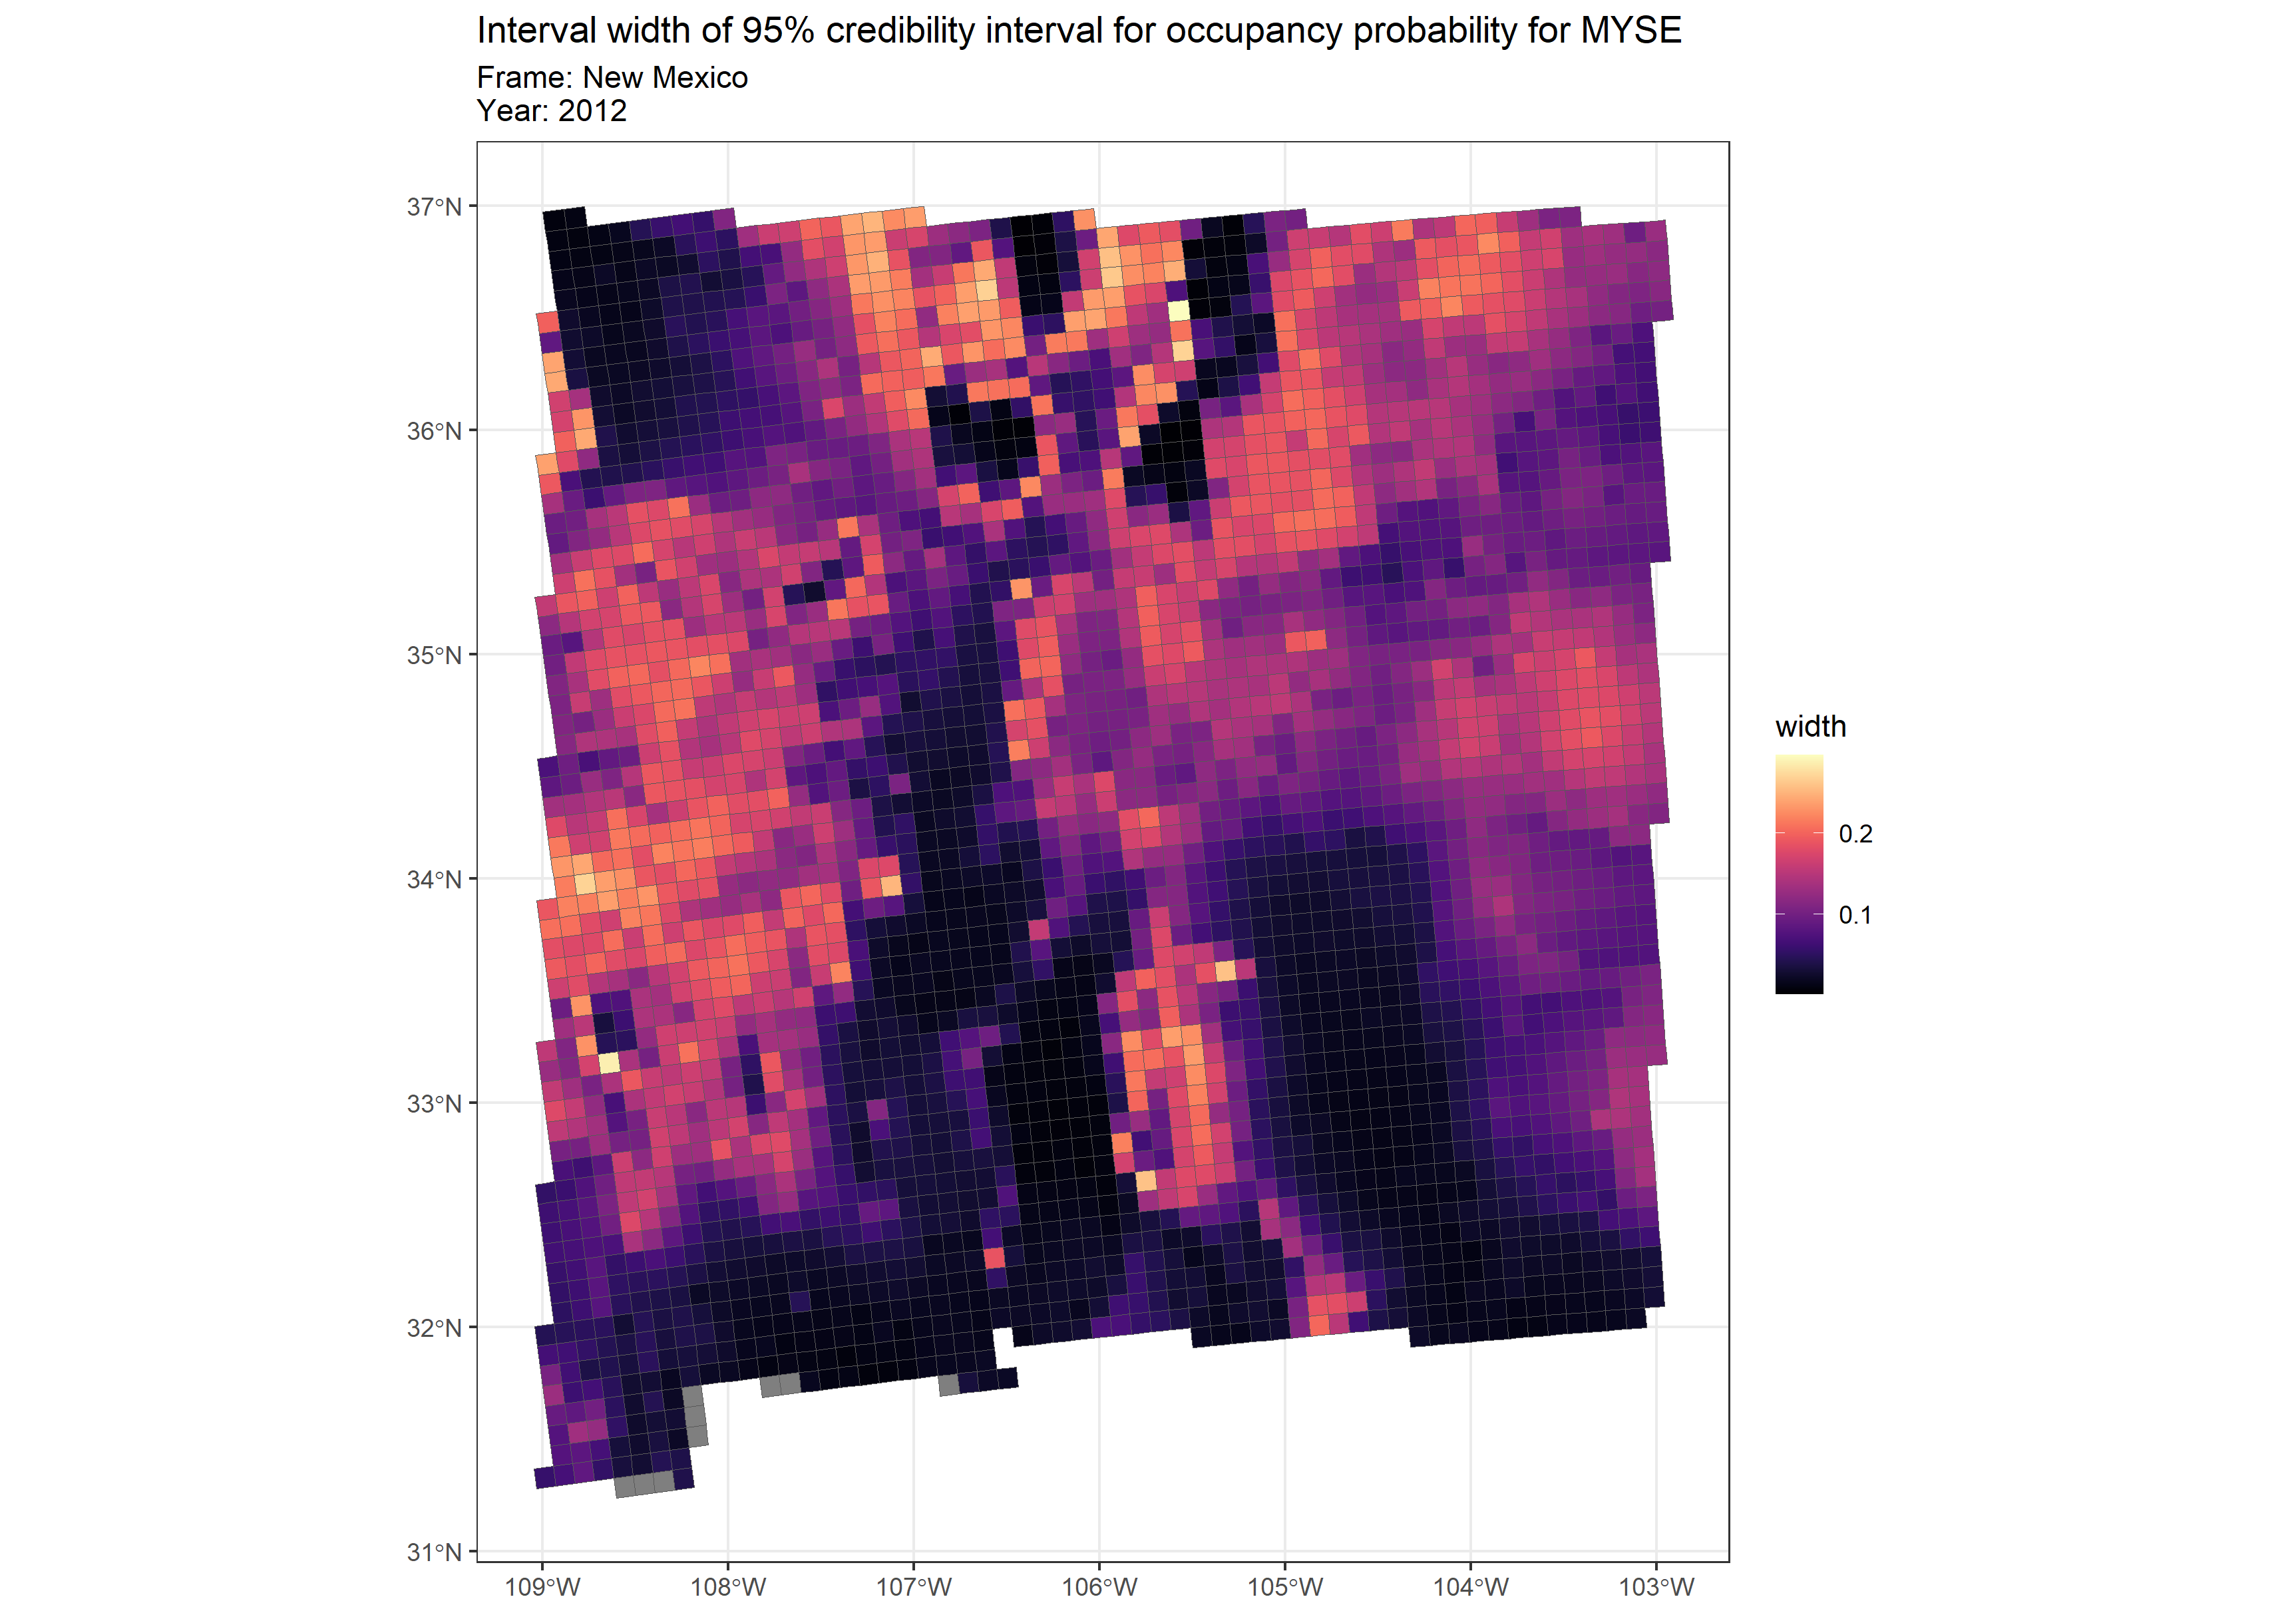 Interval width of 95% credibility interval for occupancy probability for MYSE
Frame: New Mexico
Year: 2012
37°N
36°N
35°N
34°N
33°N
32°N
31°N
109°W
108°W
107°W
106°W
105°W
104°W
103°W
width
0.2
0.1